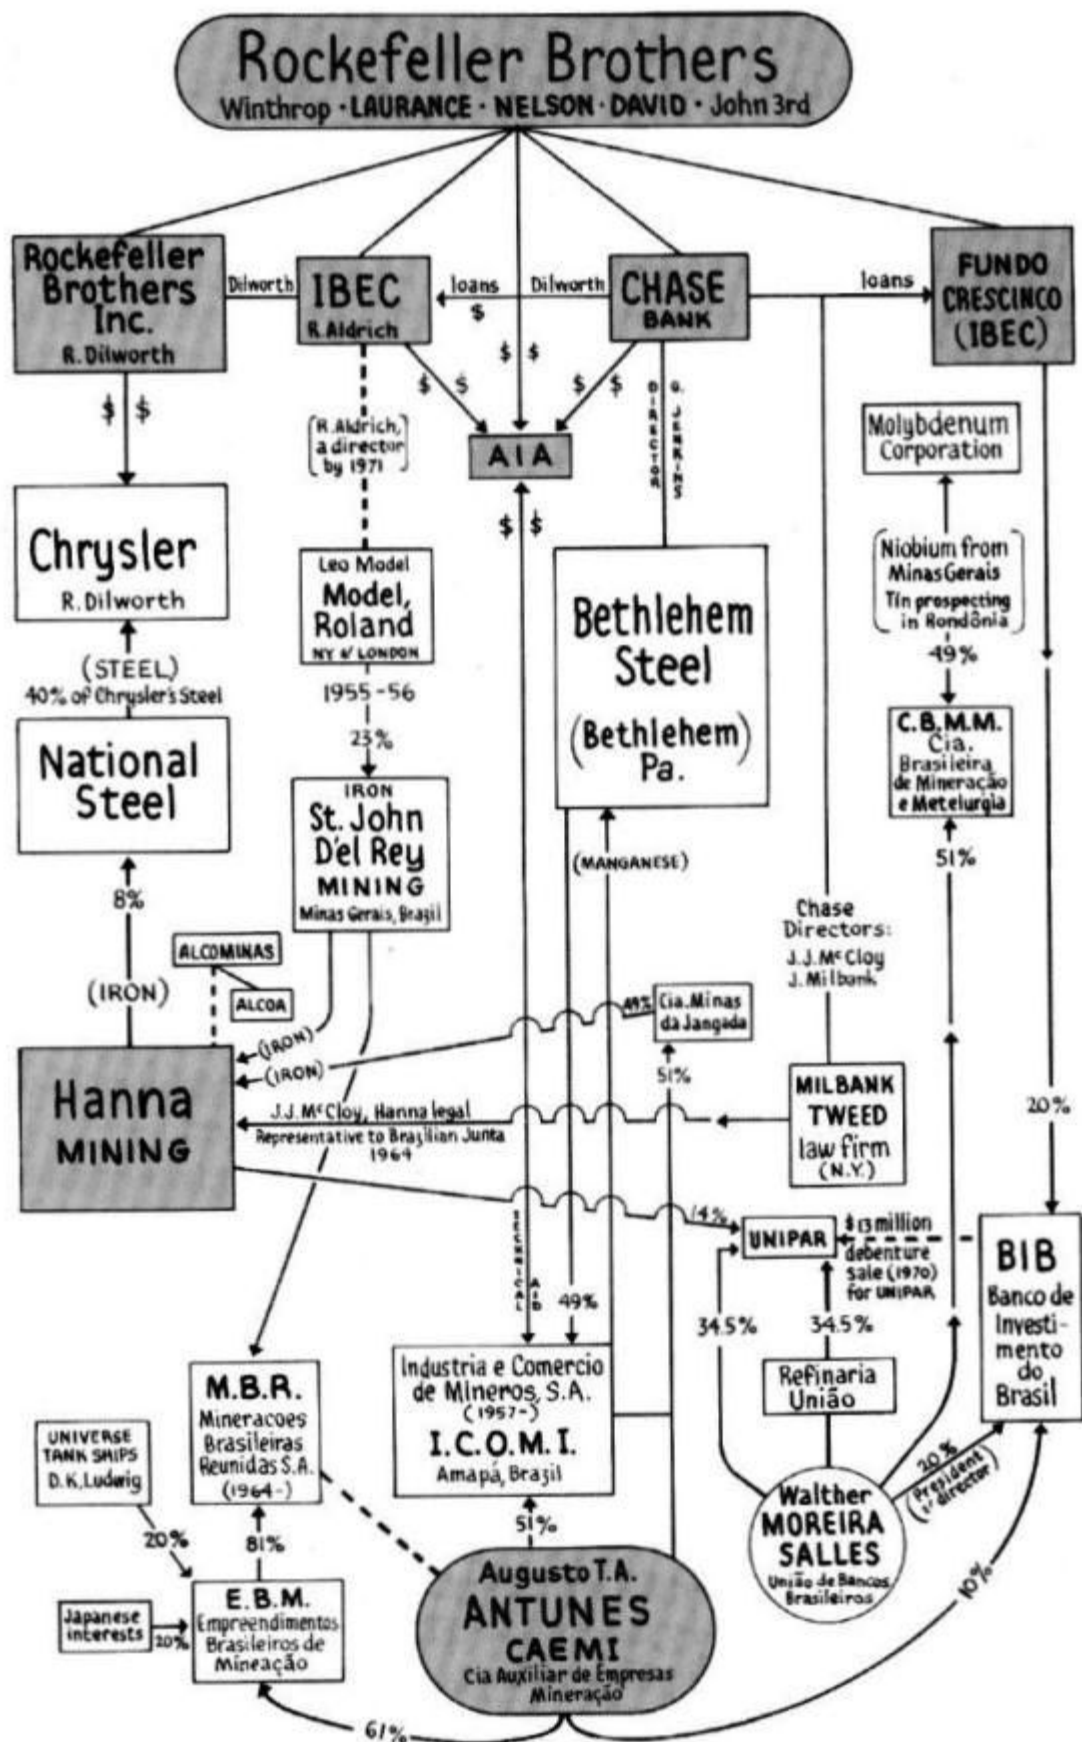 Rockefeller Brothers
Winthrop · LAURANCE · NELSON · DAVID · John 3rd
Rockefeller
Brothers
Inc.
R. Dilworth
Dilworth
IBEC
R. Aldrich
loans
$
Dilworth
CHASE
BANK
loans
FUNDO
CRESCINCO
(IBEC)
$ $
$ $
$ $
$ $
(R. Aldrich,
a director
by 1971)
AIA
$ $
DIRECTOR
G. JENKINS
Molybdenum
Corporation
Chrysler
R. Dilworth
Leo Model
Model,
Roland
NY & LONDON
Bethlehem
Steel
(Bethlehem)
Pa.
(Niobium from
Minas Gerais
Tin prospecting
in Rondônia)
49%
(STEEL)
40% of Chrysler's Steel
1955-56
23%
National
Steel
C.B.M.M.
Cia.
Brasileira
de Mineração
e Metelurgia
51%
IRON
St. John
D'el Rey
MINING
Minas Gerais, Brazil
(MANGANESE)
8%
(IRON)
ALCOMINAS
ALCOA
Chase
Directors:
J.J. McCloy
J. Milbank
49%
Cia. Minas
da Jangada
51%
(IRON)
(IRON)
Hanna
MINING
J.J. McCloy, Hanna legal
Representative to Brazilian Junta
1964
MILBANK
TWEED
law firm
(N.Y.)
20%
14%
UNIPAR
$13 million
debenture
sale (1970)
for UNIPAR
BIB
Banco de
Investi-
mento
do
Brasil
TECHNICAL
AID
49%
34.5%
34.5%
Refinaria
União
M.B.R.
Mineracoes
Brasileiras
Reunidas S.A.
(1964-)
Industria e Comercio
de Mineros, S.A.
(1957-)
I.C.O.M.I.
Amapá, Brazil
UNIVERSE
TANK SHIPS
D.K. Ludwig
20%
81%
51%
Walther
MOREIRA
SALLES
União de Bancos
Brasileiros
20%
(President
& director)
10%
Japanese
interests
20%
E.B.M.
Empreendimentos
Brasileiros de
Mineação
Augusto T.A.
ANTUNES
CAEMI
Cia Auxiliar de Empresas
Mineração
61%